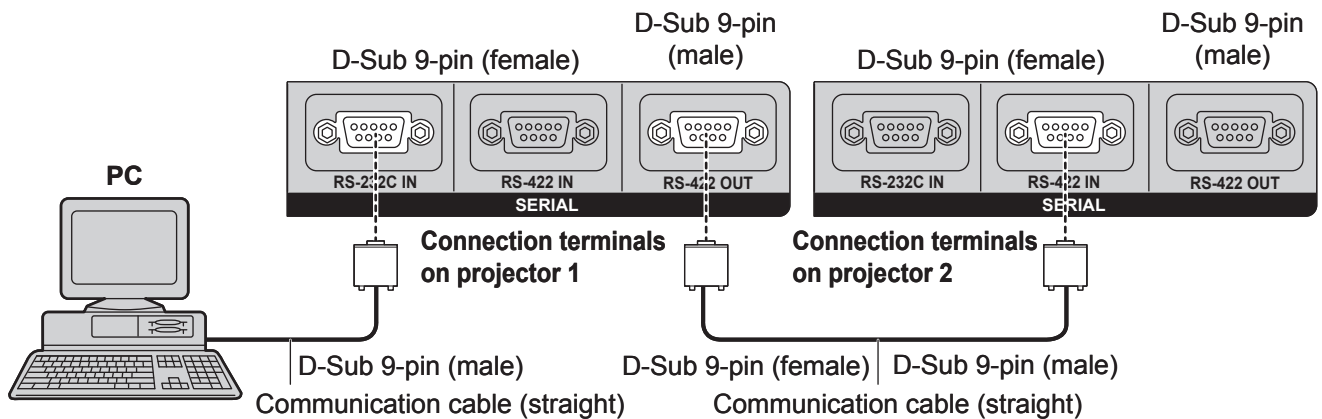 D-Sub 9-pin (female)
D-Sub 9-pin
(male)
D-Sub 9-pin (female)
D-Sub 9-pin
(male)
PC
RS-232C IN
RS-422 IN
RS-422 OUT
SERIAL
RS-232C IN
RS-422 IN
RS-422 OUT
SERIAL
Connection terminals
on projector 1
Connection terminals
on projector 2
D-Sub 9-pin (male)
Communication cable (straight)
D-Sub 9-pin (female)
D-Sub 9-pin (male)
Communication cable (straight)